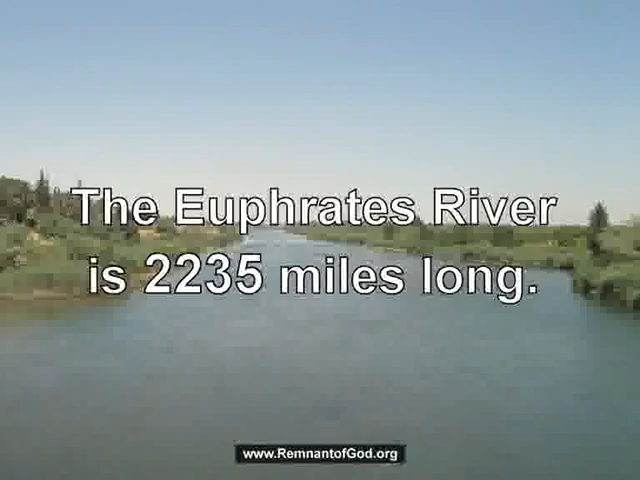 The Euphrates River
is 2235 miles long.
www.RemnantofGod.org